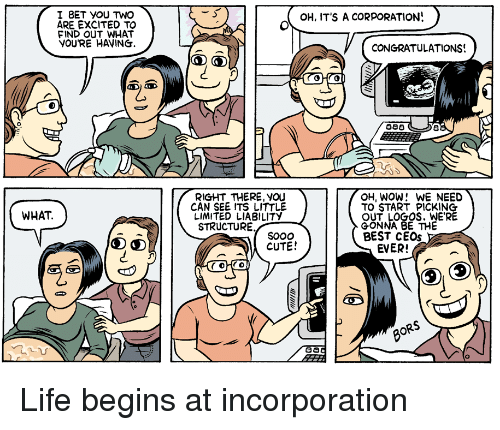 I BET YOU TWO
ARE EXCITED TO
FIND OUT WHAT
YOU'RE HAVING.
OH, IT'S A CORPORATION!
CONGRATULATIONS!
WHAT.
RIGHT THERE, YOU
CAN SEE ITS LITTLE
LIMITED LIABILITY
STRUCTURE.
SOOO
CUTE!
OH, WOW! WE NEED
TO START PICKING
OUT LOGOS. WE'RE
GONNA BE THE
BEST CEOs
EVER!
BORS
Life begins at incorporation